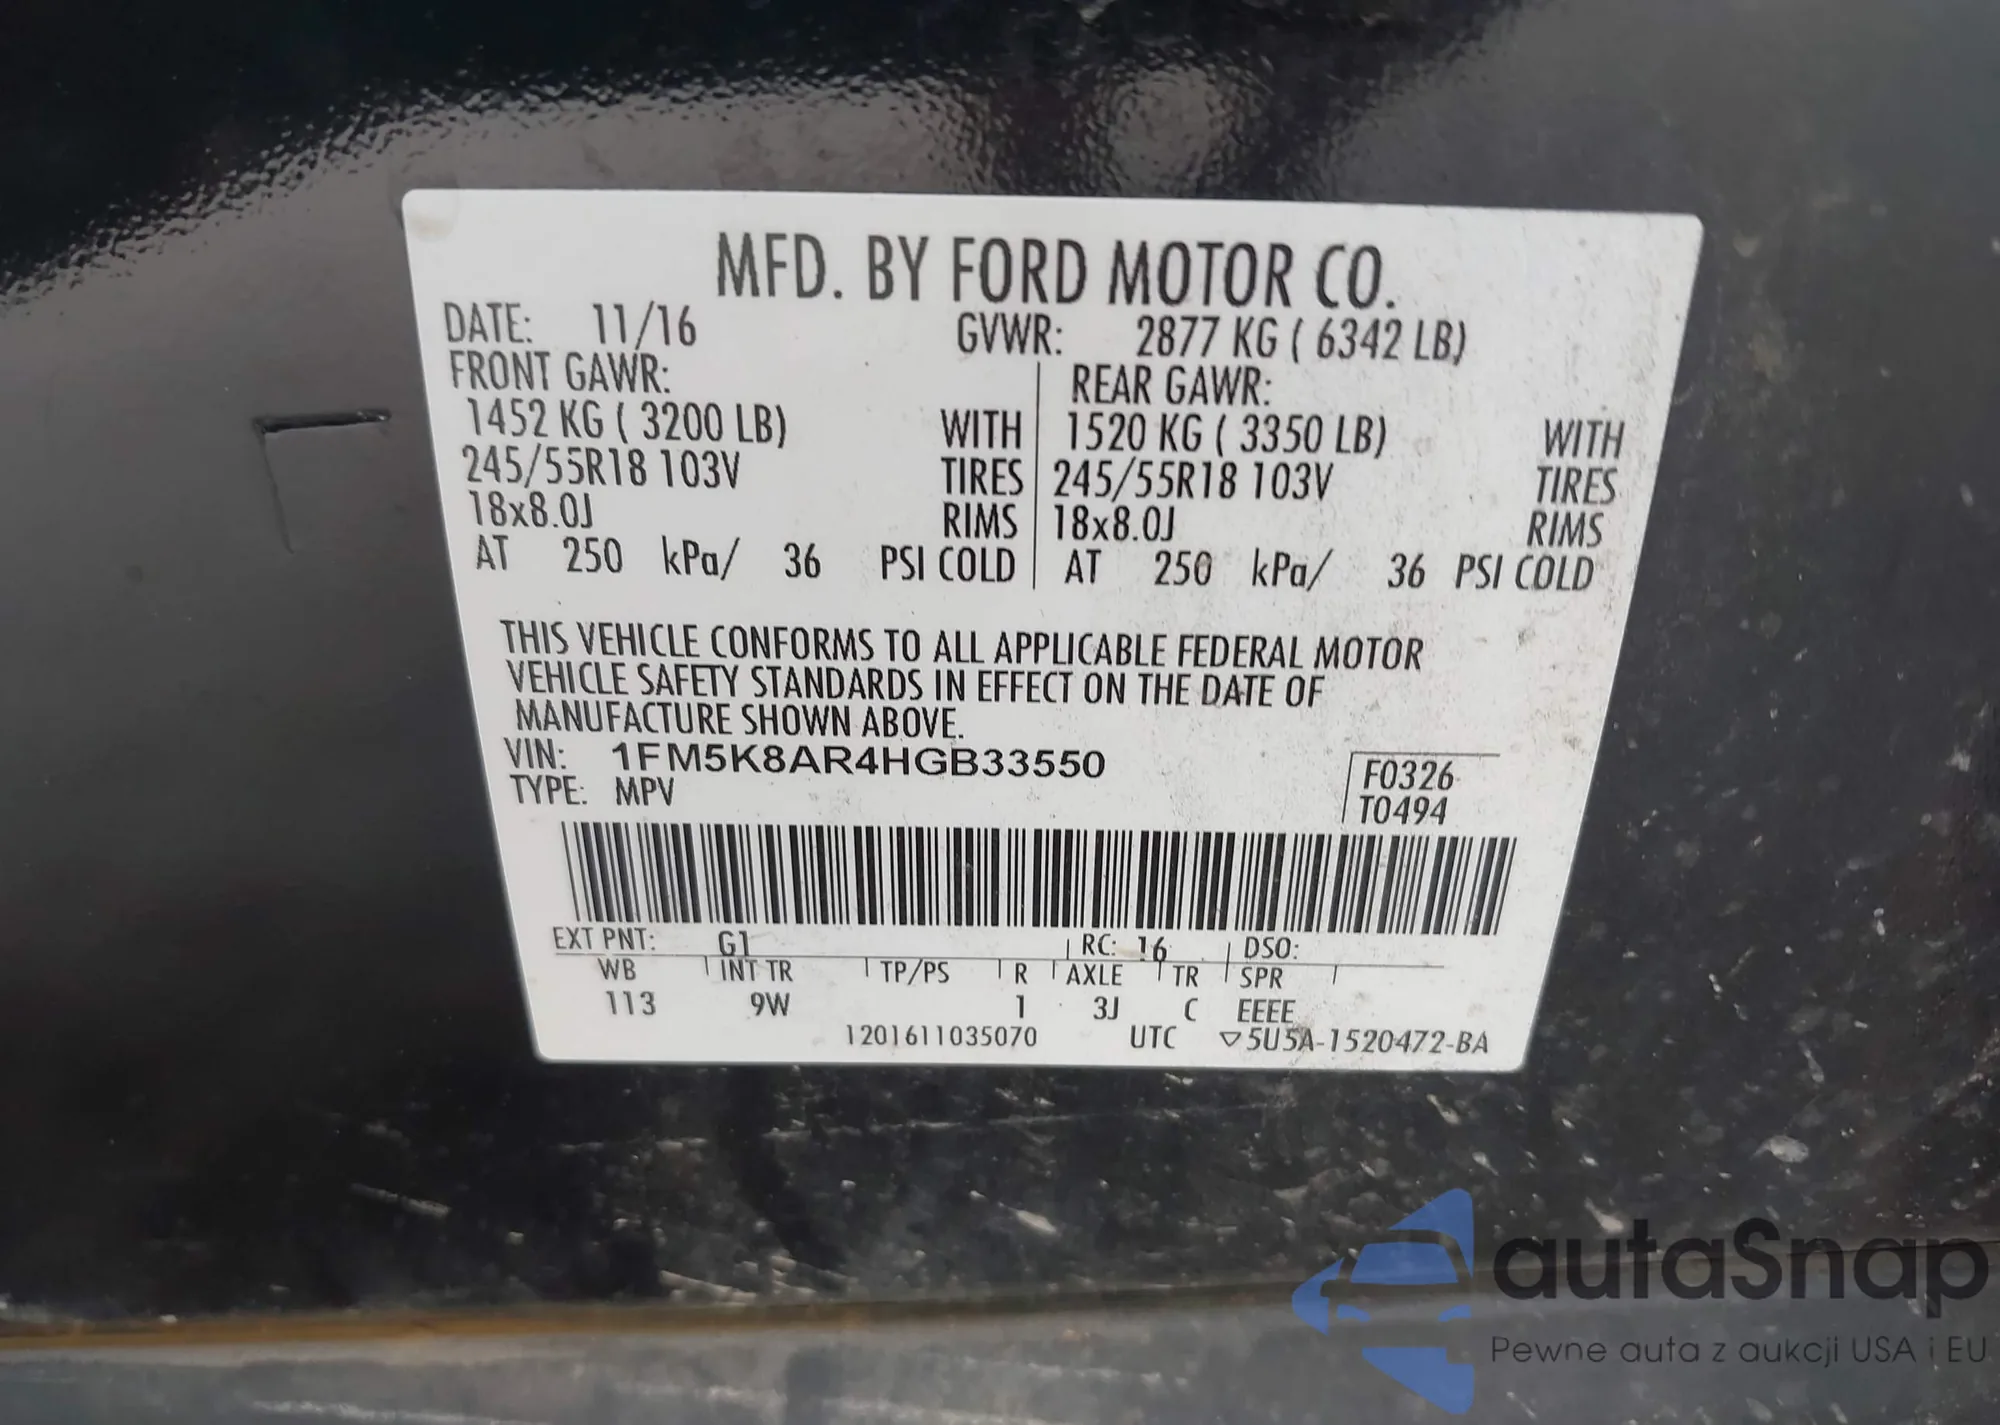 MFD. BY FORD MOTOR CO.
DATE: 11/16 GVWR: 2877 KG ( 6342 LB)
FRONT GAWR: REAR GAWR:
1452 KG ( 3200 LB) WITH 1520 KG ( 3350 LB) WITH
245/55R18 103V TIRES 245/55R18 103V TIRES
18x8.0J RIMS 18x8.0J RIMS
AT 250 kPa/ 36 PSI COLD AT 250 kPa/ 36 PSI COLD
THIS VEHICLE CONFORMS TO ALL APPLICABLE FEDERAL MOTOR
VEHICLE SAFETY STANDARDS IN EFFECT ON THE DATE OF
MANUFACTURE SHOWN ABOVE.
VIN: 1FM5K8AR4HGB33550 F0326
TYPE: MPV T0494
EXT PNT: G1 RC: 16 DSO:
WB INT TR TP/PS R AXLE TR SPR
113 9W 1 3J C EEEE
1201611035070 UTC ▽5U5A-1520472-BA
autaSnap
Pewne auta z aukcji USA i EU